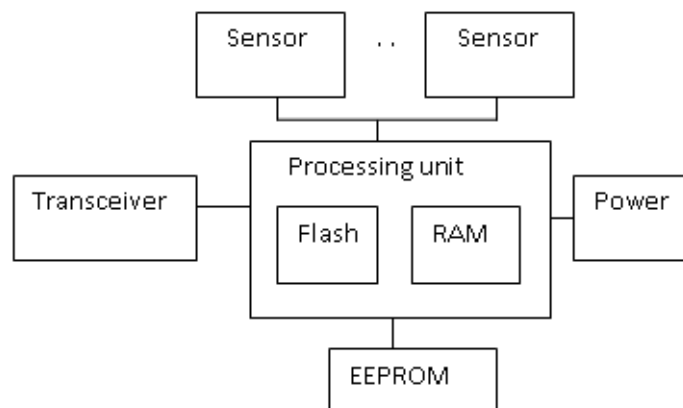 Sensor . . Sensor
Processing unit
Transceiver
Flash
RAM
Power
EEPROM